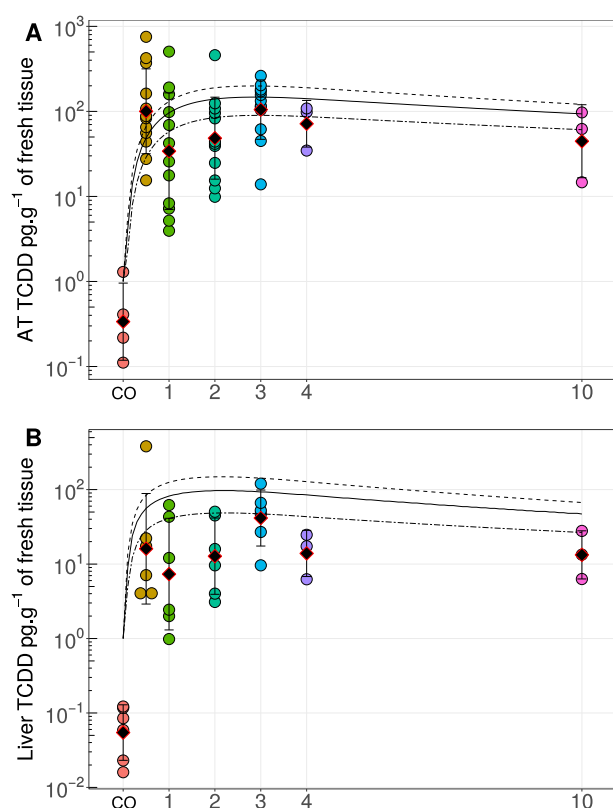 A
AT TCDD pg.g⁻¹ of fresh tissue
10³
10²
10¹
10⁰
10⁻¹
CO 1 2 3 4 10
B
Liver TCDD pg.g⁻¹ of fresh tissue
10²
10¹
10⁰
10⁻¹
10⁻²
CO 1 2 3 4 10